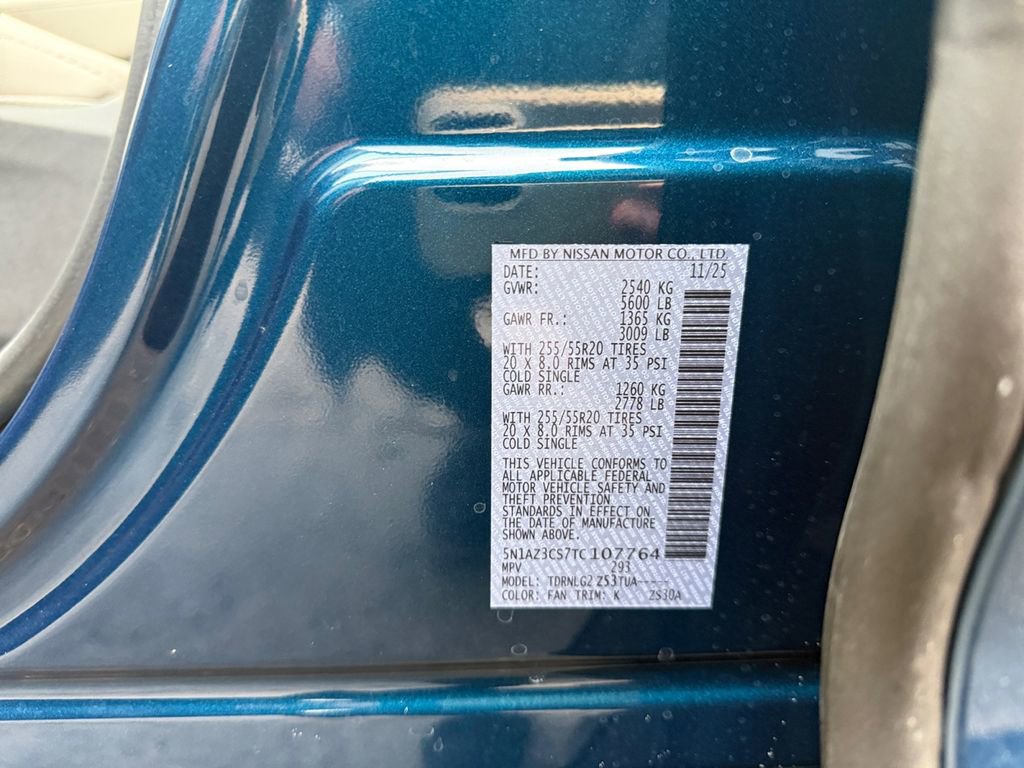 MFD BY NISSAN MOTOR CO., LTD.
DATE: 11/25
GVWR: 2540 KG
5600 LB
GAWR FR.: 1365 KG
3009 LB
WITH 255/55R20 TIRES
20 X 8.0 RIMS AT 35 PSI
COLD SINGLE
GAWR RR.: 1260 KG
2778 LB
WITH 255/55R20 TIRES
20 X 8.0 RIMS AT 35 PSI
COLD SINGLE
THIS VEHICLE CONFORMS TO
ALL APPLICABLE FEDERAL
MOTOR VEHICLE SAFETY AND
THEFT PREVENTION
STANDARDS IN EFFECT ON
THE DATE OF MANUFACTURE
SHOWN ABOVE.
5N1AZ3CS7TC107764
MPV 293
MODEL: TDRNLG2 Z53TUA-----
COLOR: FAN TRIM: K ZS30A